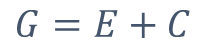 G = E + C